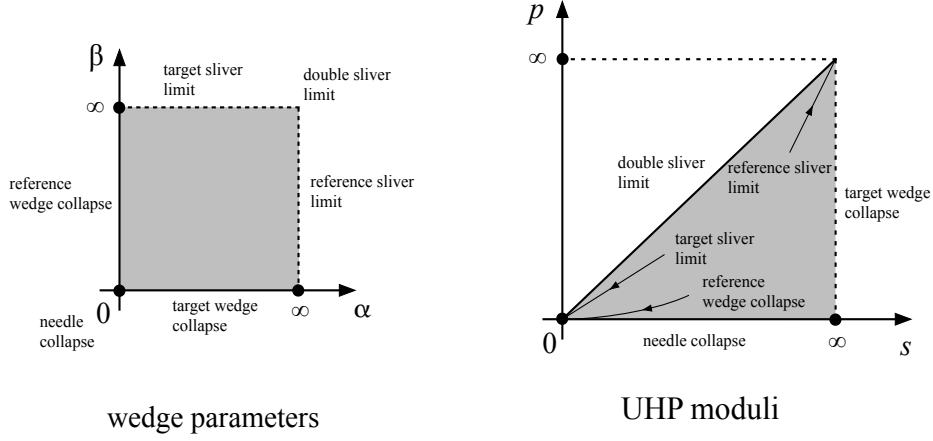 β
target sliver
limit
double sliver
limit
∞
reference
wedge collapse
reference sliver
limit
0
target wedge
collapse
∞
α
needle
collapse
wedge parameters
p
∞
double sliver
limit
reference sliver
limit
target wedge
collapse
target sliver
limit
reference
wedge collapse
0
needle collapse
∞
s
UHP moduli